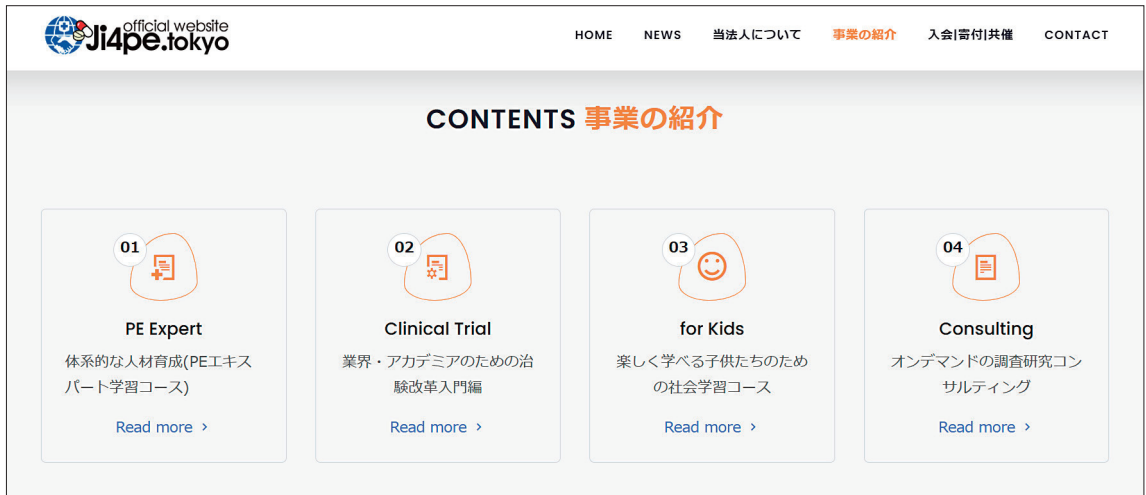 official website
Ji4pe.tokyo
HOME NEWS 当法人について 事業の紹介 入会|寄付|共催 CONTACT
CONTENTS 事業の紹介
01
PE Expert
体系的な人材育成(PEエキス
パート学習コース)
Read more ›
02
Clinical Trial
業界・アカデミアのための治
験改革入門編
Read more ›
03
for Kids
楽しく学べる子供たちのため
の社会学習コース
Read more ›
04
Consulting
オンデマンドの調査研究コン
サルティング
Read more ›